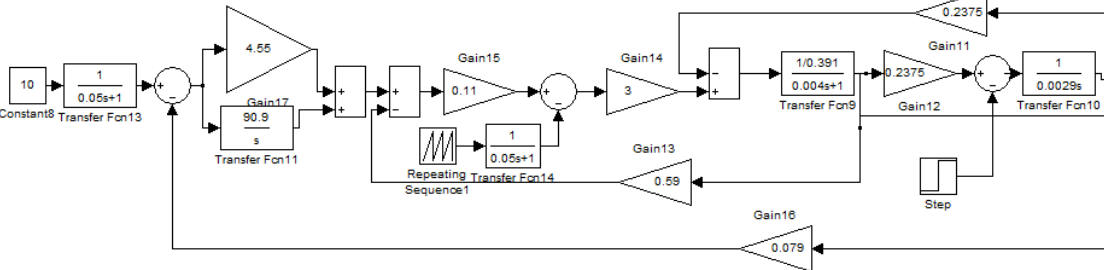 0.2375
Gain11
10
Constant8
1
0.05s+1
Transfer Fcn13
+
−
4.55
Gain17
90.9
s
Transfer Fcn11
+
+
+
−
Gain15
0.11
+
−
Repeating
Sequence1
1
0.05s+1
Transfer Fcn14
Gain14
3
−
+
1/0.391
0.004s+1
Transfer Fcn9
0.2375
Gain12
+
−
1
0.0029s
Transfer Fcn10
Gain13
0.59
Step
Gain16
0.079